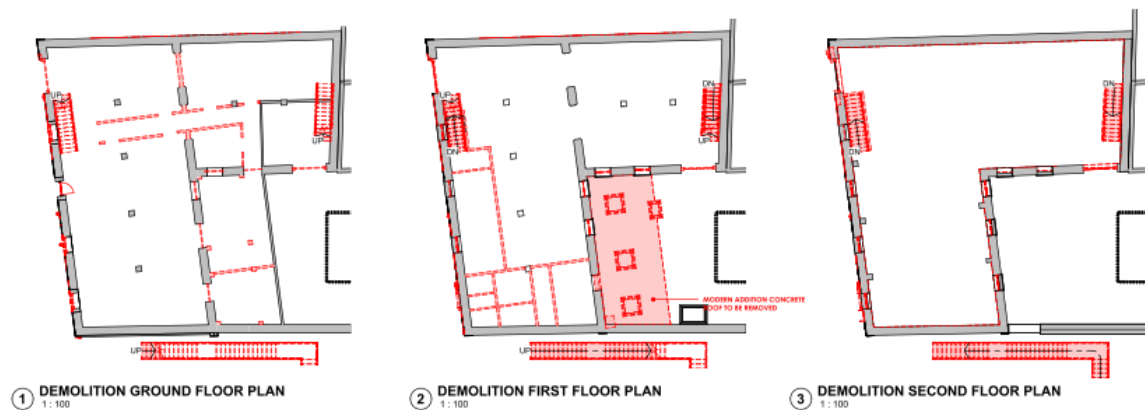 UP
UP
UP
1 DEMOLITION GROUND FLOOR PLAN
1 : 100
UP
DN
DN
UP
MODERN ADDITION CONCRETE
ROOF TO BE REMOVED
UP
2 DEMOLITION FIRST FLOOR PLAN
1 : 100
DN
DN
3 DEMOLITION SECOND FLOOR PLAN
1 : 100